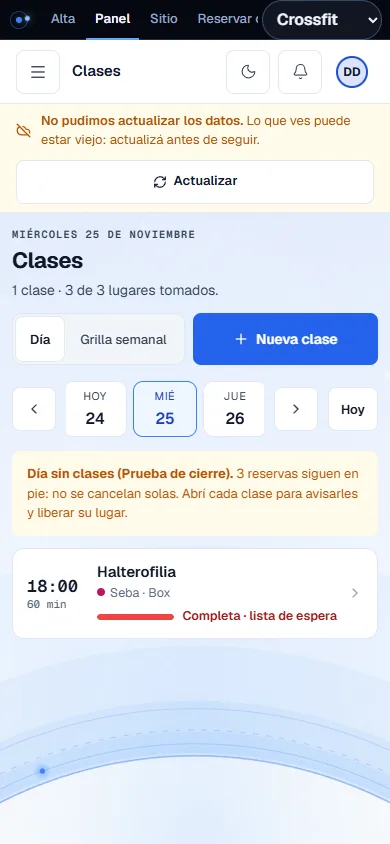 Alta Panel Sitio Reservar Crossfit
Clases DD
No pudimos actualizar los datos. Lo que ves puede
estar viejo: actualizá antes de seguir.
Actualizar
MIÉRCOLES 25 DE NOVIEMBRE
Clases
1 clase · 3 de 3 lugares tomados.
Día Grilla semanal + Nueva clase
HOY MIÉ JUE
24 25 26 Hoy
Día sin clases (Prueba de cierre). 3 reservas siguen en
pie: no se cancelan solas. Abrí cada clase para avisarles
y liberar su lugar.
Halterofilia
18:00 Seba · Box
60 min
Completa · lista de espera